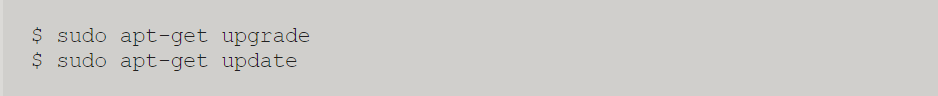 $ sudo apt-get upgrade
$ sudo apt-get update